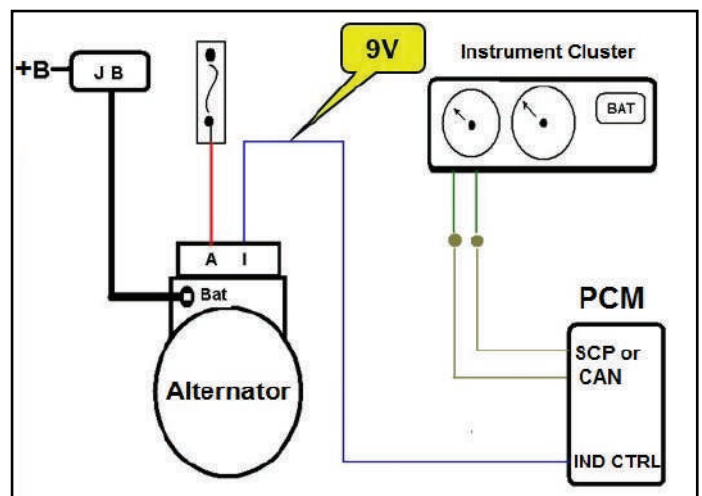 9V
Instrument Cluster
+B
J B
BAT
A I
Bat
Alternator
PCM
SCP or
CAN
IND CTRL